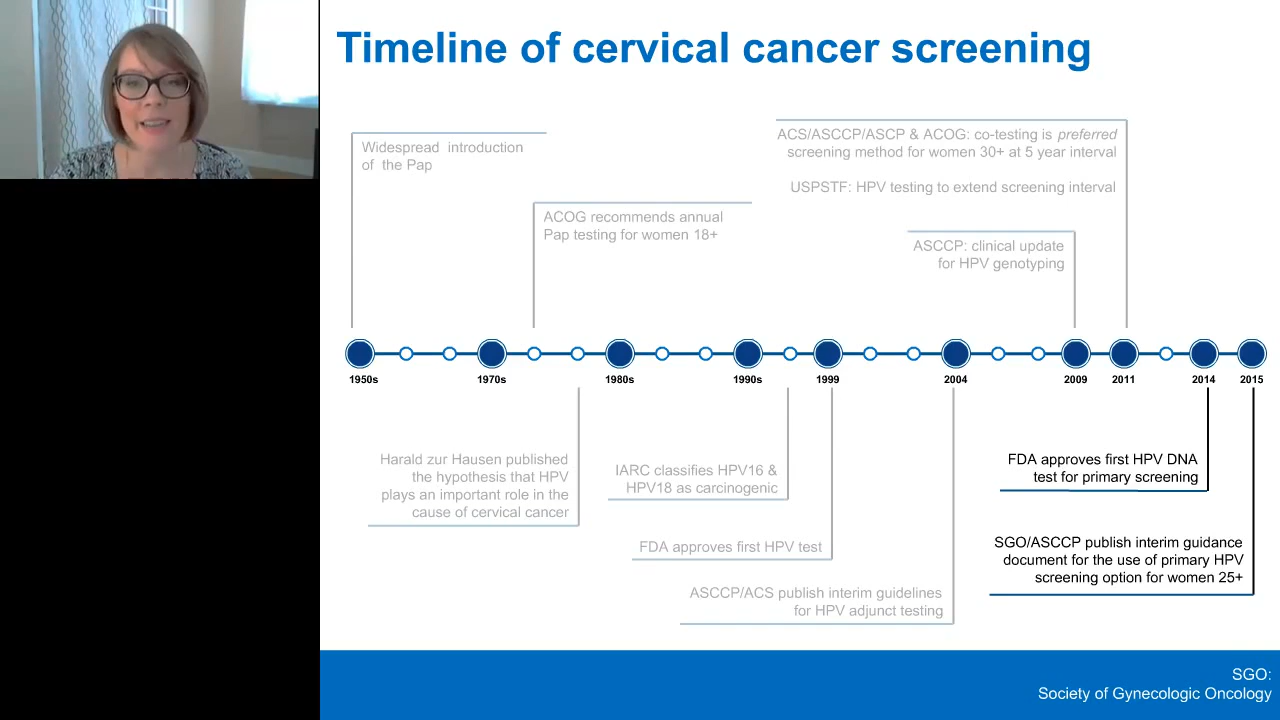 Timeline of cervical cancer screening
Widespread introduction
of the Pap
ACOG recommends annual
Pap testing for women 18+
ACS/ASCCP/ASCP & ACOG: co-testing is preferred
screening method for women 30+ at 5 year interval
USPSTF: HPV testing to extend screening interval
ASCCP: clinical update
for HPV genotyping
1950s
1970s
1980s
1990s
1999
2004
2009
2011
2014
2015
Harald zur Hausen published
the hypothesis that HPV
plays an important role in the
cause of cervical cancer
IARC classifies HPV16 &
HPV18 as carcinogenic
FDA approves first HPV test
ASCCP/ACS publish interim guidelines
for HPV adjunct testing
FDA approves first HPV DNA
test for primary screening
SGO/ASCCP publish interim guidance
document for the use of primary HPV
screening option for women 25+
SGO:
Society of Gynecologic Oncology